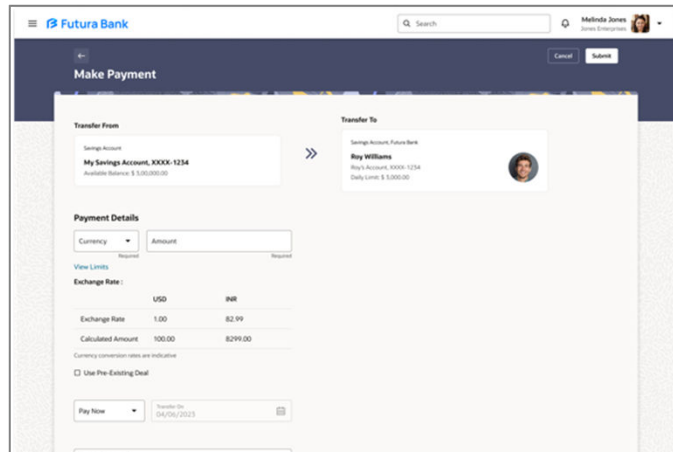 Futura Bank
Search
Melinda Jones
Jones Enterprises
Make Payment
Cancel
Submit
Transfer From
Savings Account
My Savings Account, XXXX-1234
Available Balance: $ 5,00,000.00
Transfer To
Savings Account, Futura Bank
Roy Williams
Roy's Account, XXXX-1234
Daily Limit: $ 5,000.00
Payment Details
Currency
Amount
Required
Required
View Limits
Exchange Rate :
USD INR
Exchange Rate 1.00 82.99
Calculated Amount 100.00 8299.00
Currency conversion rates are indicative
Use Pre-Existing Deal
Pay Now
Transfer On
04/06/2023